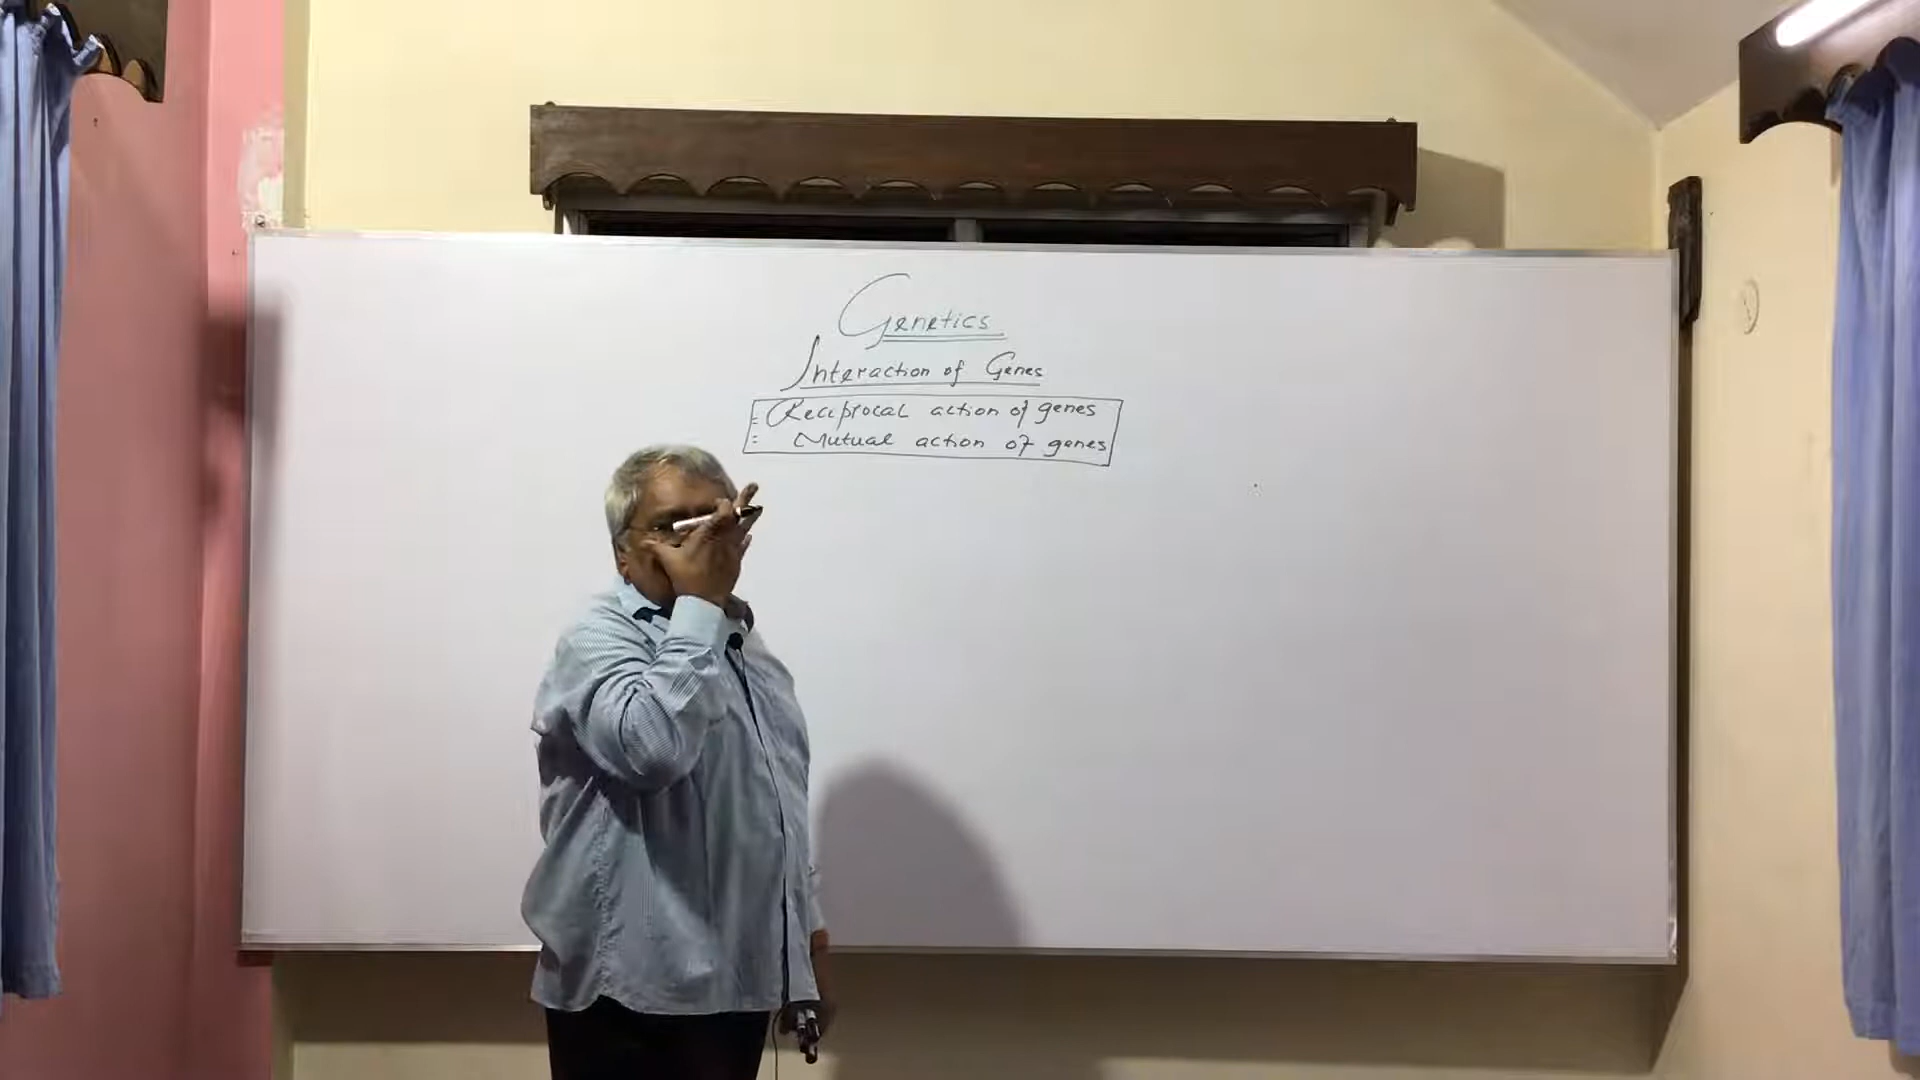 Genetics
Interaction of Genes
= Reciprocal action of genes
= Mutual action of genes